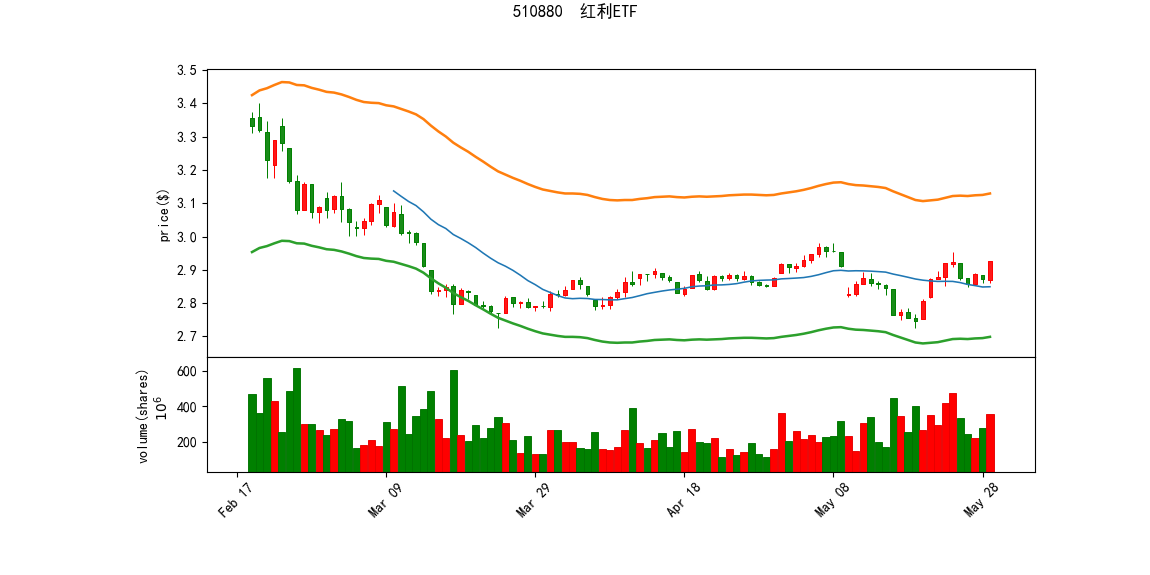 510880 红利ETF
price($)
3.5
3.4
3.3
3.2
3.1
3.0
2.9
2.8
2.7
volume(shares)
10^6
600
400
200
Feb 17
Mar 09
Mar 29
Apr 18
May 08
May 28